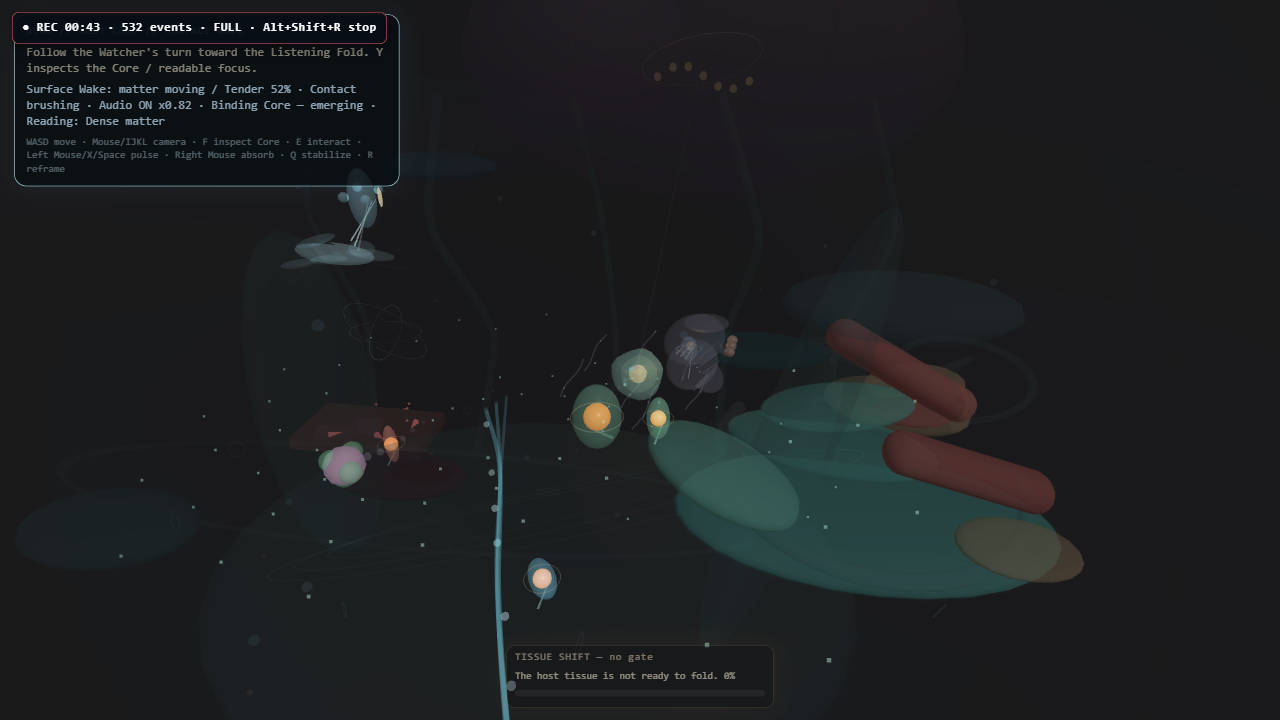 ● REC 00:43 · 532 events · FULL · Alt+Shift+R stop
Follow the Watcher's turn toward the Listening Fold. Y
inspects the Core / readable focus.
Surface Wake: matter moving / Tender 52% · Contact
brushing · Audio ON x0.82 · Binding Core — emerging ·
Reading: Dense matter
WASD move · Mouse/IJKL camera · F inspect Core · E interact ·
Left Mouse/X/Space pulse · Right Mouse absorb · Q stabilize · R
reframe
TISSUE SHIFT — no gate
The host tissue is not ready to fold. 0%